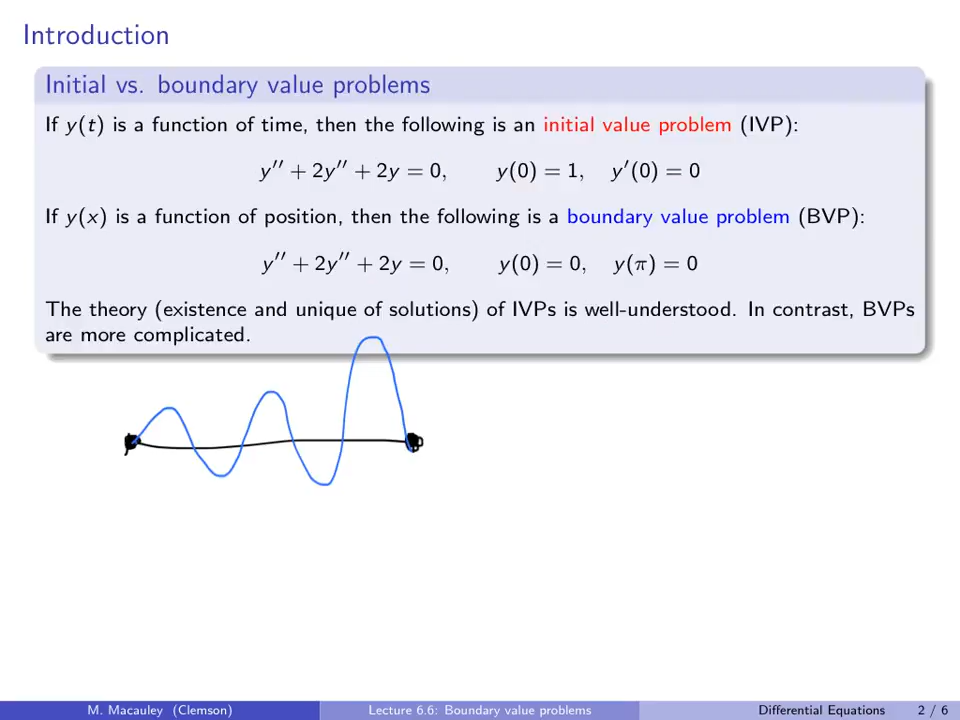 Introduction
Initial vs. boundary value problems
If y(t) is a function of time, then the following is an initial value problem (IVP):
y′′ + 2y′′ + 2y = 0, y(0) = 1, y′(0) = 0
If y(x) is a function of position, then the following is a boundary value problem (BVP):
y′′ + 2y′′ + 2y = 0, y(0) = 0, y(π) = 0
The theory (existence and unique of solutions) of IVPs is well-understood. In contrast, BVPs
are more complicated.
M. Macauley (Clemson) Lecture 6.6: Boundary value problems Differential Equations 2 / 6